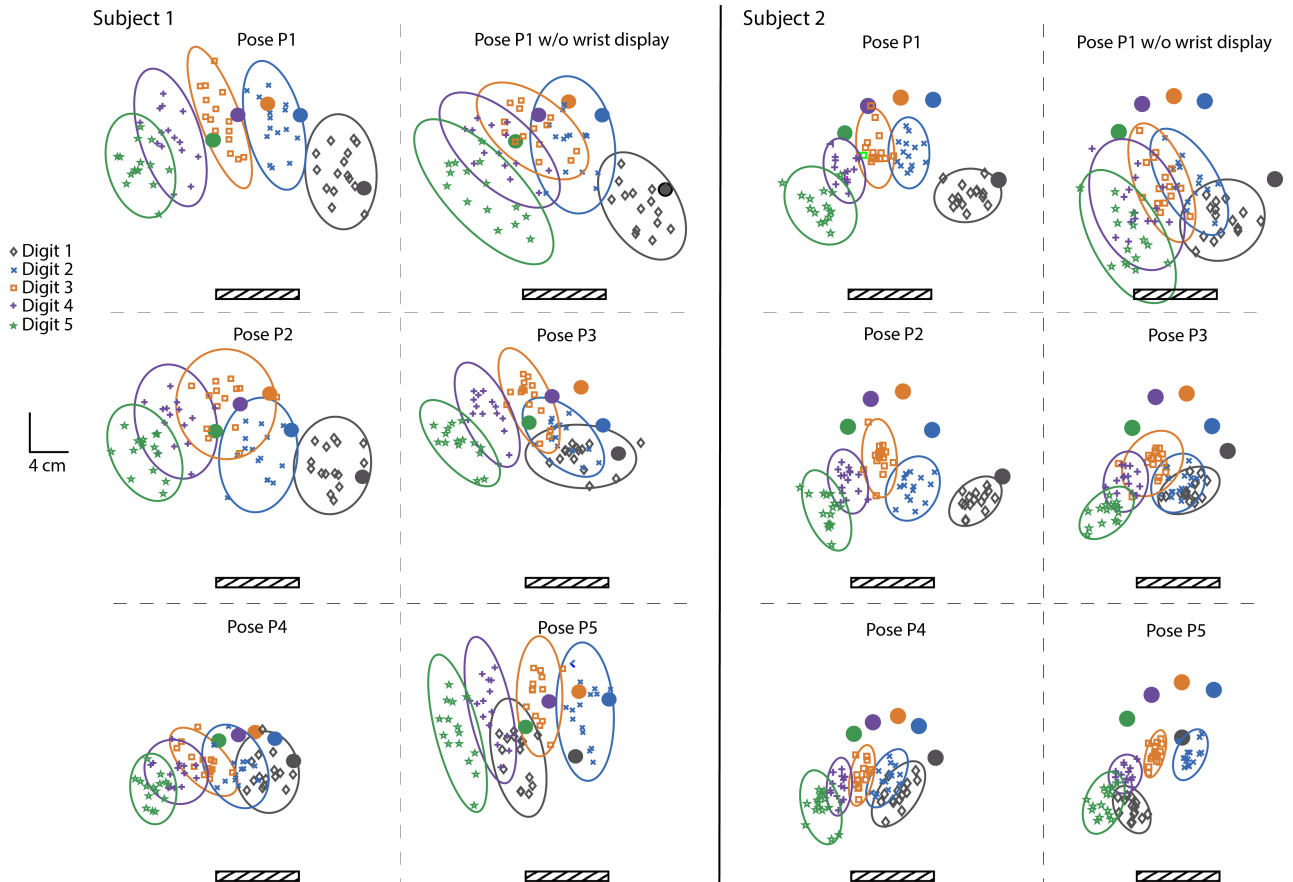 Subject 1
Subject 2
Pose P1
Pose P1 w/o wrist display
Pose P1
Pose P1 w/o wrist display
Digit 1
Digit 2
Digit 3
Digit 4
Digit 5
Pose P2
Pose P3
Pose P2
Pose P3
4 cm
Pose P4
Pose P5
Pose P4
Pose P5